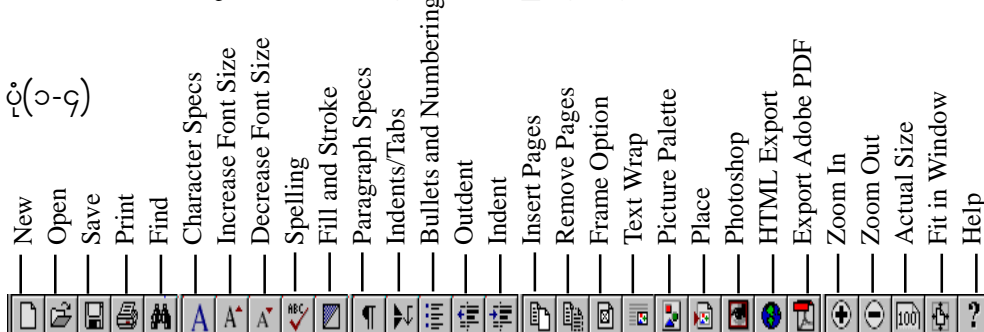 ပုံ(၁-၄)
New
Open
Save
Print
Find
Character Specs
Increase Font Size
Decrease Font Size
Spelling
Fill and Stroke
Paragraph Specs
Indents/Tabs
Bullets and Numbering
Outdent
Indent
Insert Pages
Remove Pages
Frame Option
Text Wrap
Picture Palette
Place
Photoshop
HTML Export
Export Adobe PDF
Zoom In
Zoom Out
Actual Size
Fit in Window
Help
A A A ABC ¶ 100 ?